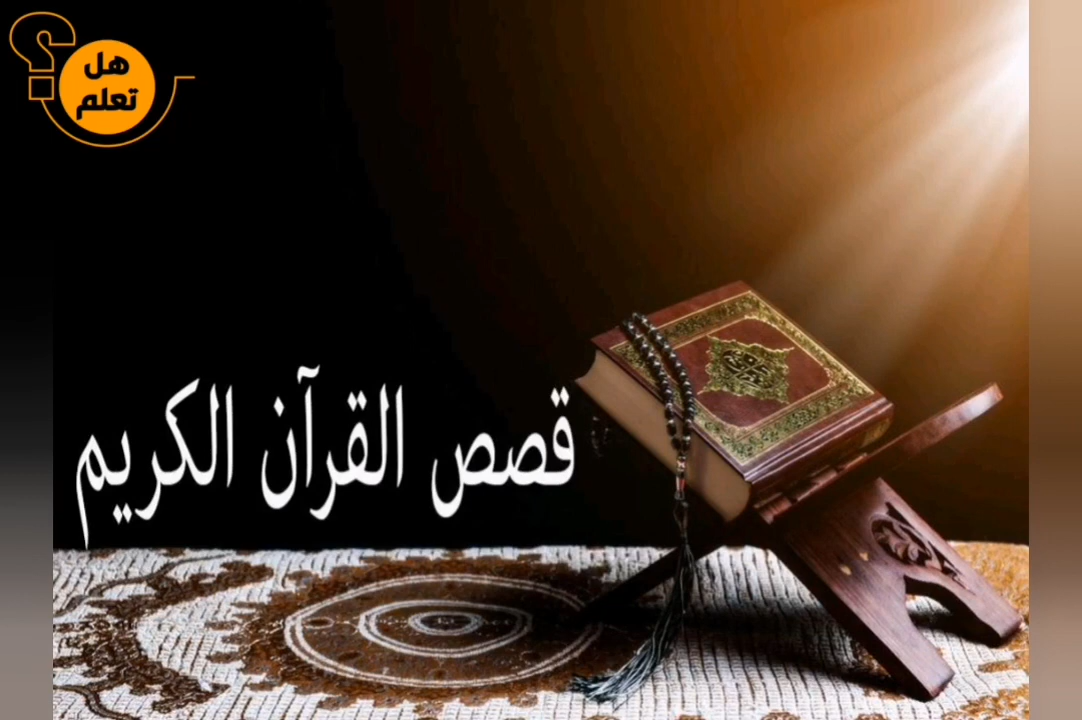 هل
تعلم
قصص القرآن الكريم